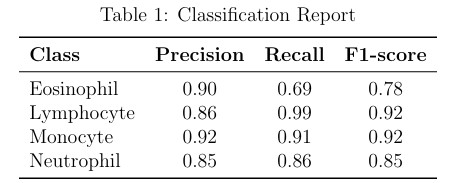 Table 1: Classification Report
Class Precision Recall F1-score
Eosinophil 0.90 0.69 0.78
Lymphocyte 0.86 0.99 0.92
Monocyte 0.92 0.91 0.92
Neutrophil 0.85 0.86 0.85